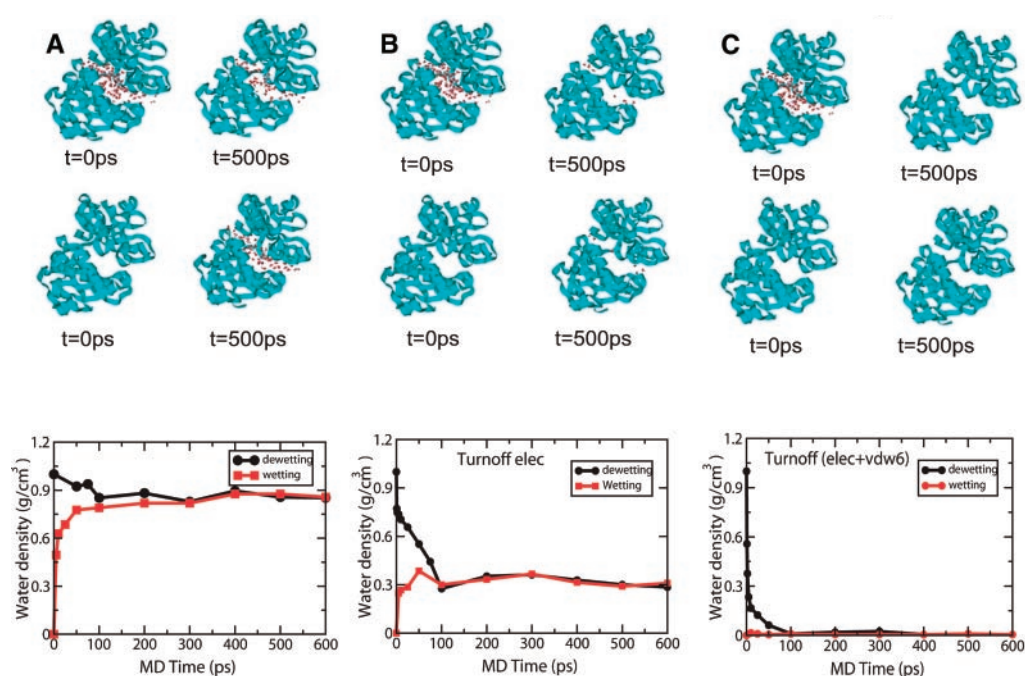 A
B
C
t=0ps
t=500ps
t=0ps
t=500ps
t=0ps
t=500ps
t=0ps
t=500ps
t=0ps
t=500ps
t=0ps
t=500ps
Water density (g/cm³)
1.2
0.9
0.6
0.3
0
dewetting
wetting
0 100 200 300 400 500 600
MD Time (ps)
Water density (g/cm³)
1.2
0.9
0.6
0.3
0
Turnoff elec
dewetting
Wetting
0 100 200 300 400 500 600
MD Time (ps)
Water density (g/cm³)
1.2
0.9
0.6
0.3
0
Turnoff (elec+vdw6)
dewetting
wetting
0 100 200 300 400 500 600
MD Time (ps)